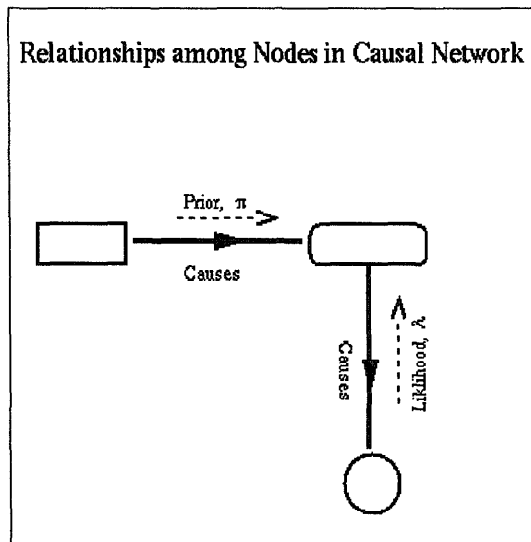 Relationships among Nodes in Causal Network
Prior, π
Causes
Causes
Liklihood, λ